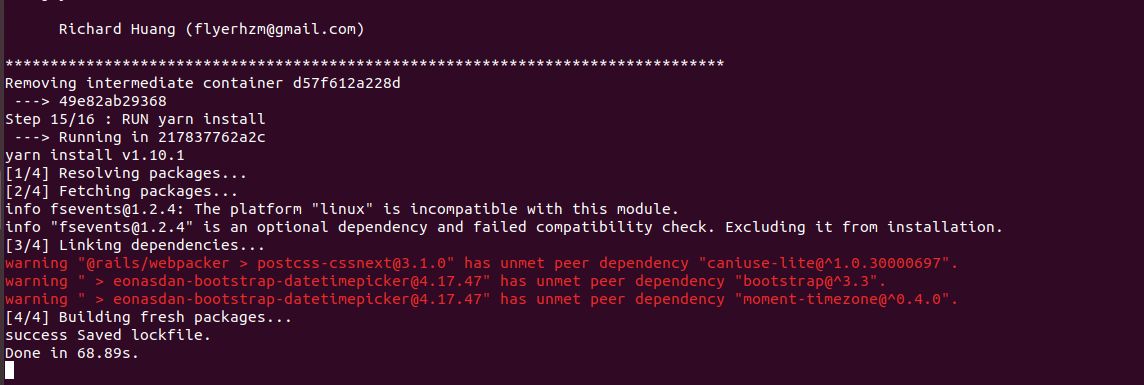 Richard Huang (flyerhzm@gmail.com)
********************************************************************************
Removing intermediate container d57f612a228d
---> 49e82ab29368
Step 15/16 : RUN yarn install
---> Running in 217837762a2c
yarn install v1.10.1
[1/4] Resolving packages...
[2/4] Fetching packages...
info fsevents@1.2.4: The platform "linux" is incompatible with this module.
info "fsevents@1.2.4" is an optional dependency and failed compatibility check. Excluding it from installation.
[3/4] Linking dependencies...
warning "@rails/webpacker > postcss-cssnext@3.1.0" has unmet peer dependency "caniuse-lite@^1.0.30000697".
warning " > eonasdan-bootstrap-datetimepicker@4.17.47" has unmet peer dependency "bootstrap@^3.3".
warning " > eonasdan-bootstrap-datetimepicker@4.17.47" has unmet peer dependency "moment-timezone@^0.4.0".
[4/4] Building fresh packages...
success Saved lockfile.
Done in 68.89s.